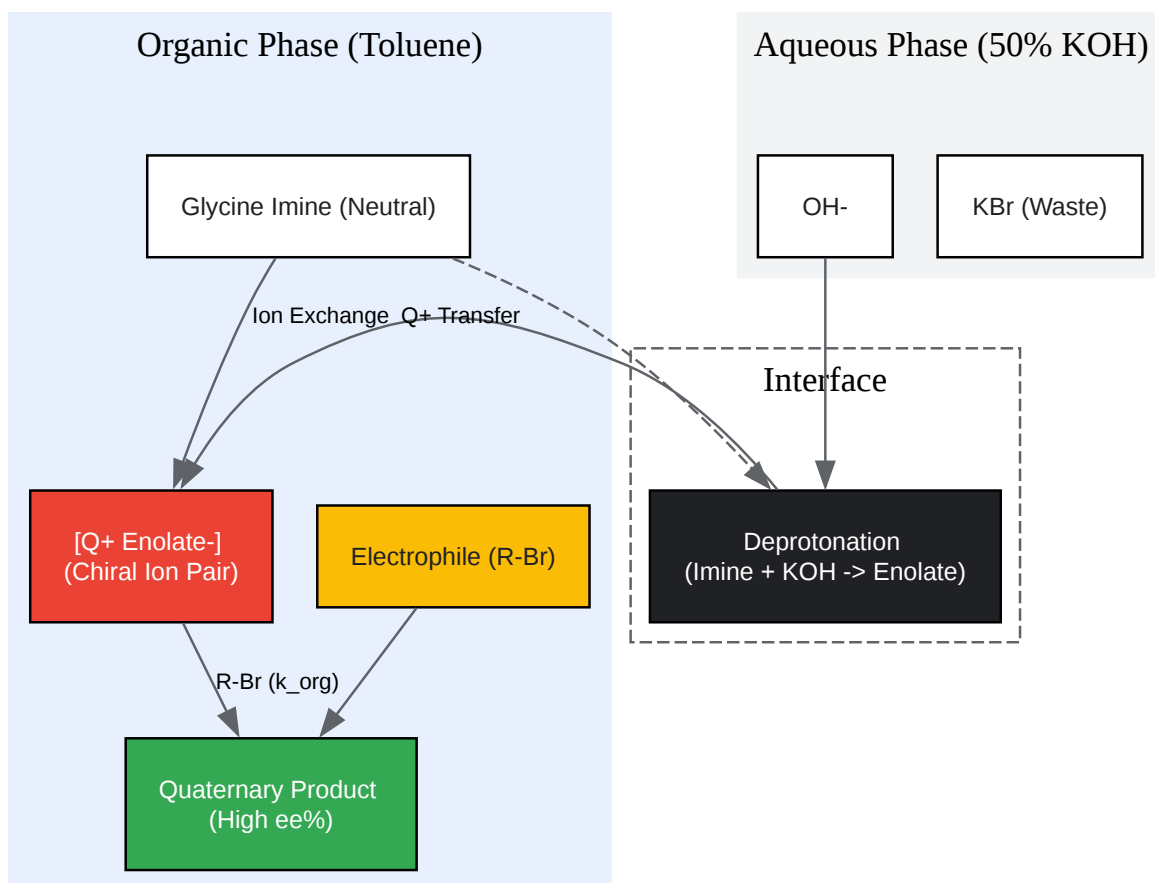 Organic Phase (Toluene)
Aqueous Phase (50% KOH)
Glycine Imine (Neutral)
OH-
KBr (Waste)
Ion Exchange
Q+ Transfer
Interface
[Q+ Enolate-]
(Chiral Ion Pair)
Electrophile (R-Br)
Deprotonation
(Imine + KOH -> Enolate)
R-Br (k_org)
Quaternary Product
(High ee%)